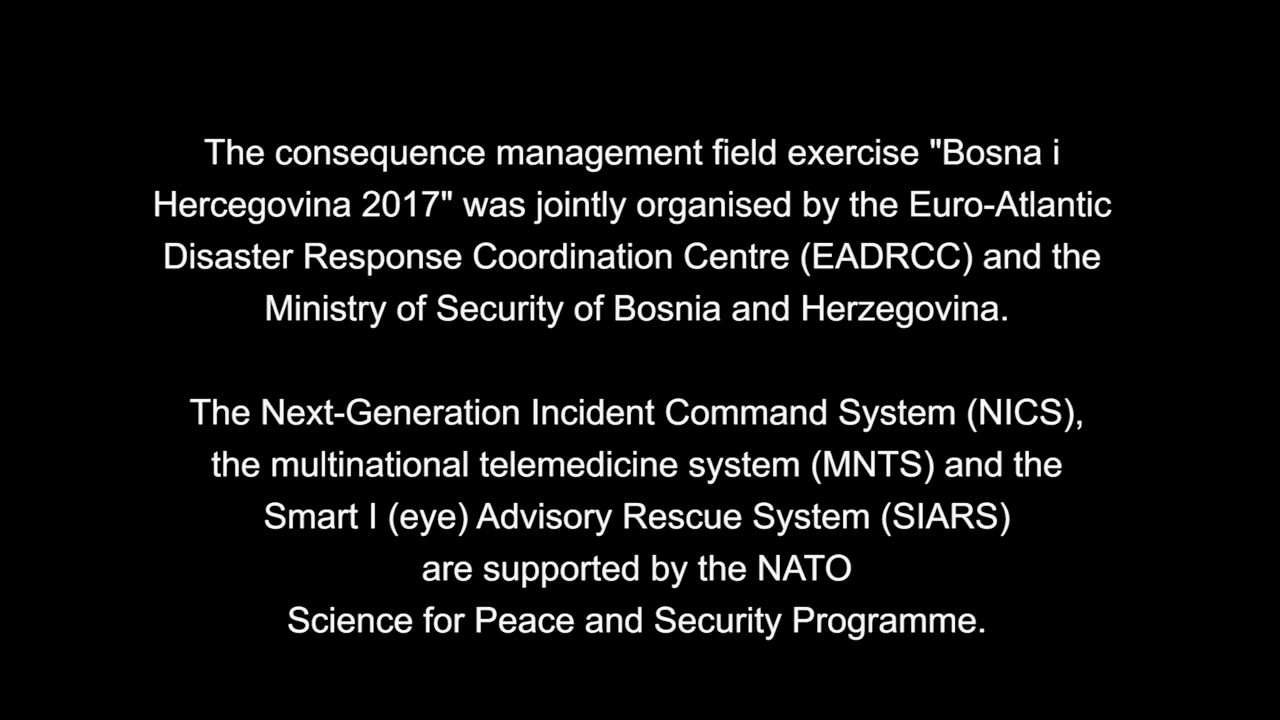 The consequence management field exercise "Bosna i
Hercegovina 2017" was jointly organised by the Euro-Atlantic
Disaster Response Coordination Centre (EADRCC) and the
Ministry of Security of Bosnia and Herzegovina.
The Next-Generation Incident Command System (NICS),
the multinational telemedicine system (MNTS) and the
Smart I (eye) Advisory Rescue System (SIARS)
are supported by the NATO
Science for Peace and Security Programme.